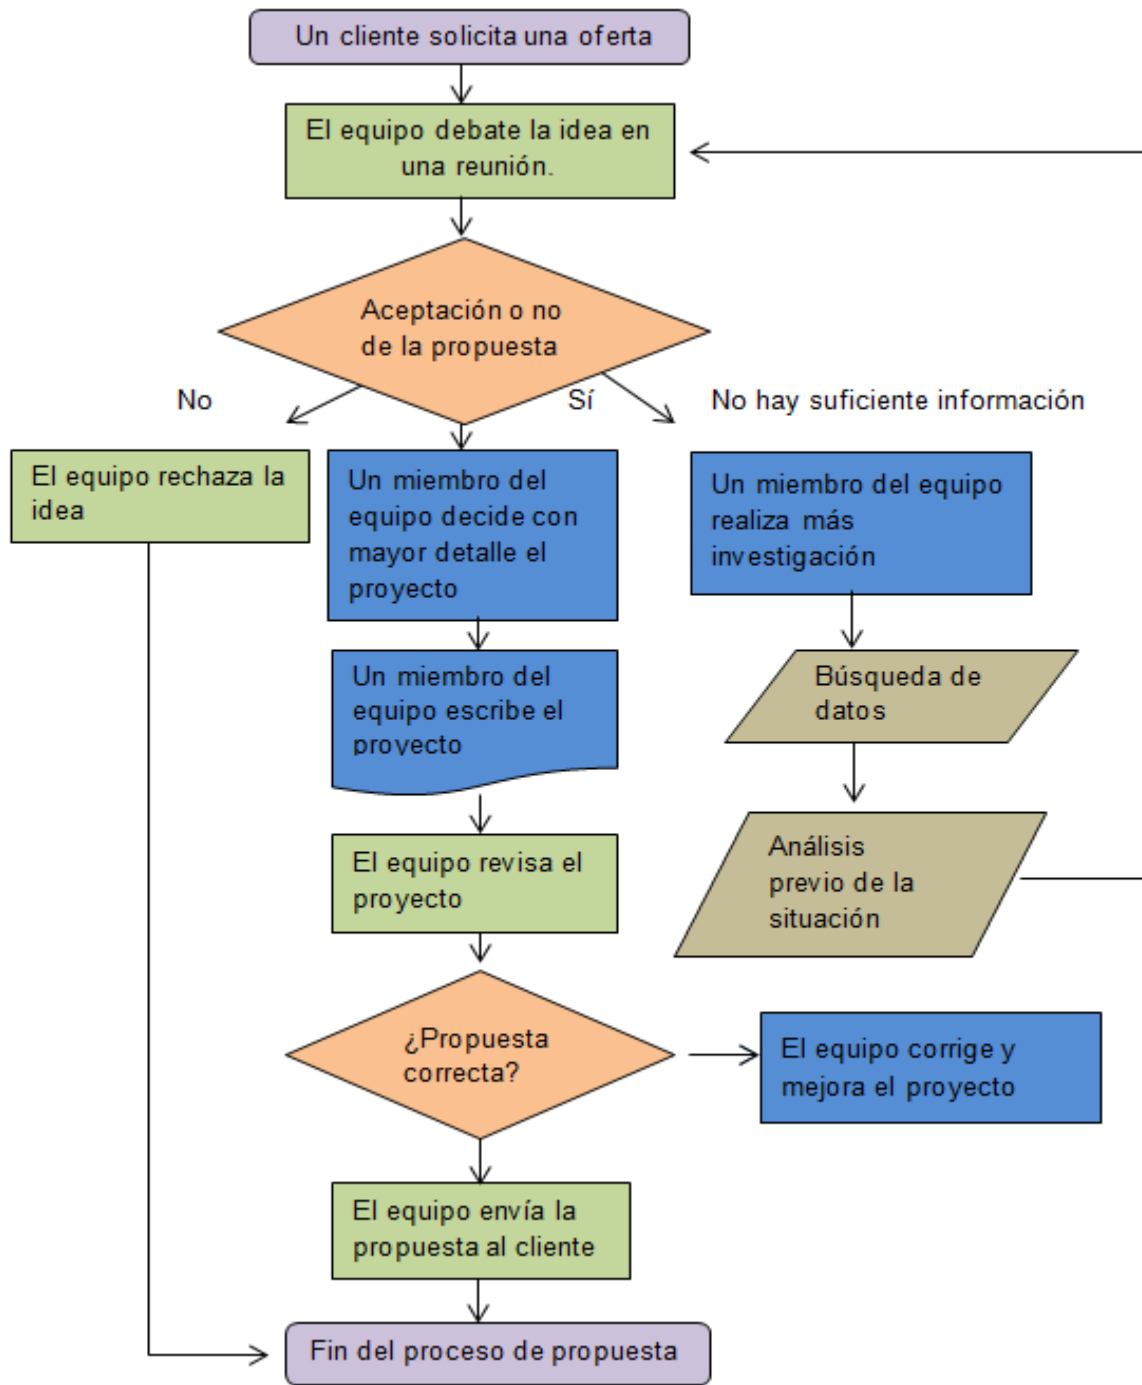 Un cliente solicita una oferta
El equipo debate la idea en
una reunión.
Aceptación o no
de la propuesta
No
Sí
No hay suficiente información
El equipo rechaza la
idea
Un miembro del
equipo decide con
mayor detalle el
proyecto
Un miembro del equipo
realiza más
investigación
Un miembro del
equipo escribe el
proyecto
Búsqueda de
datos
El equipo revisa el
proyecto
Análisis
previo de la
situación
¿Propuesta
correcta?
El equipo corrige y
mejora el proyecto
El equipo envía la
propuesta al cliente
Fin del proceso de propuesta